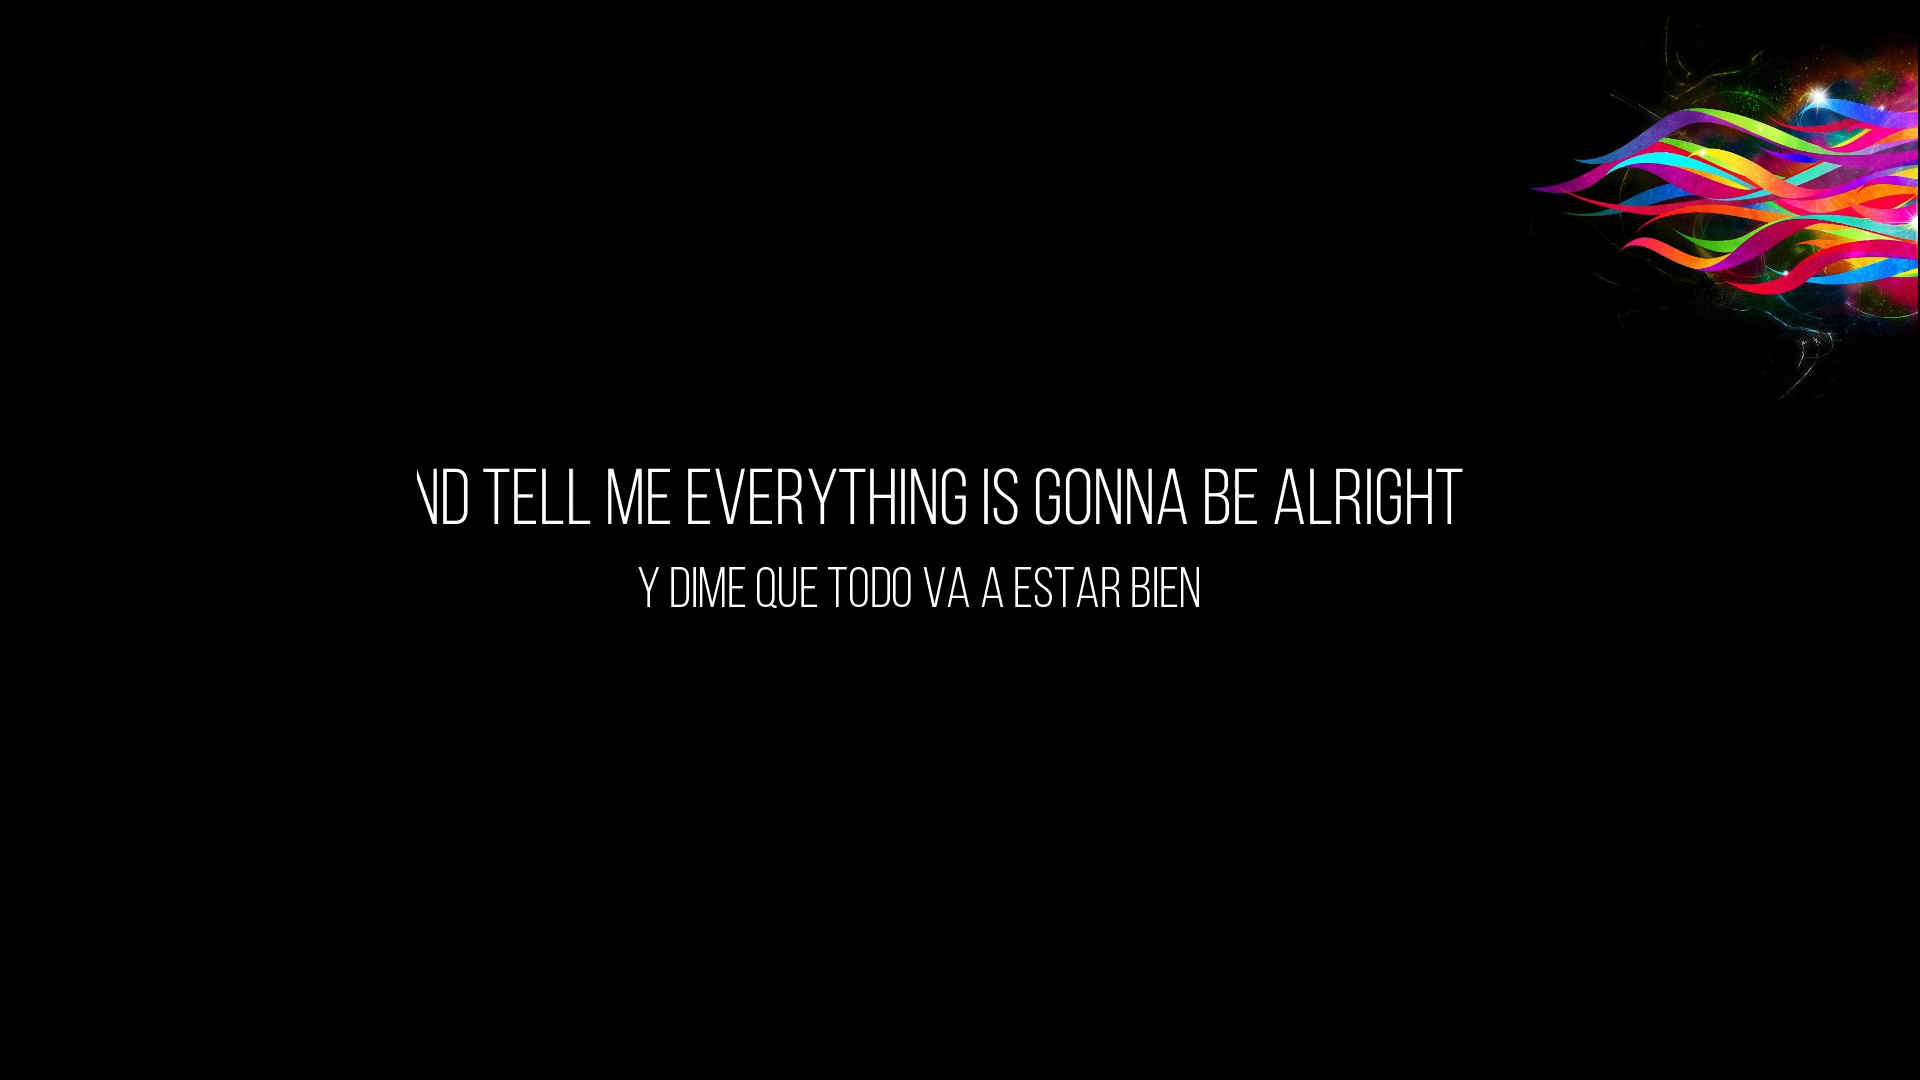 ND TELL ME EVERYTHING IS GONNA BE ALRIGHT
Y DIME QUE TODO VA A ESTAR BIEN